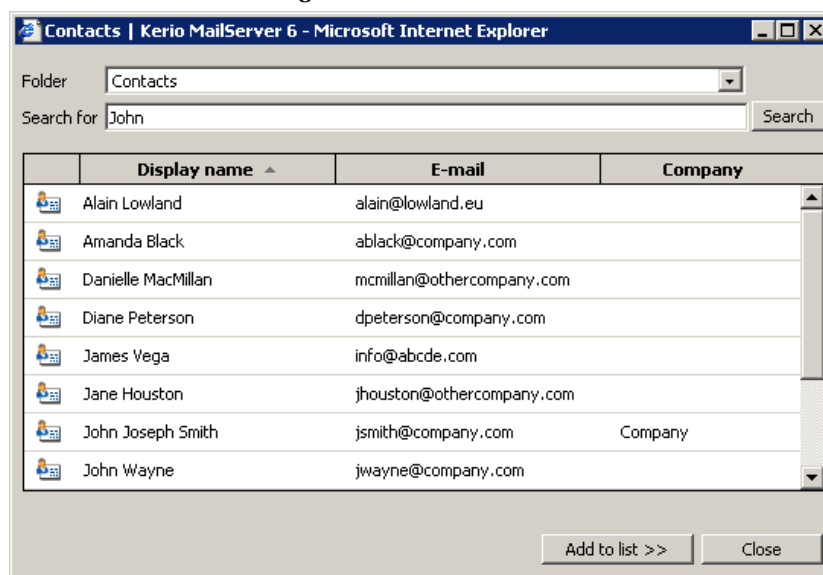 Contacts | Kerio MailServer 6 - Microsoft Internet Explorer
Folder Contacts
Search for John Search
Display name E-mail Company
Alain Lowland alain@lowland.eu
Amanda Black ablack@company.com
Danielle MacMillan mcmillan@othercompany.com
Diane Peterson dpeterson@company.com
James Vega info@abcde.com
Jane Houston jhouston@othercompany.com
John Joseph Smith jsmith@company.com Company
John Wayne jwayne@company.com
Add to list >> Close